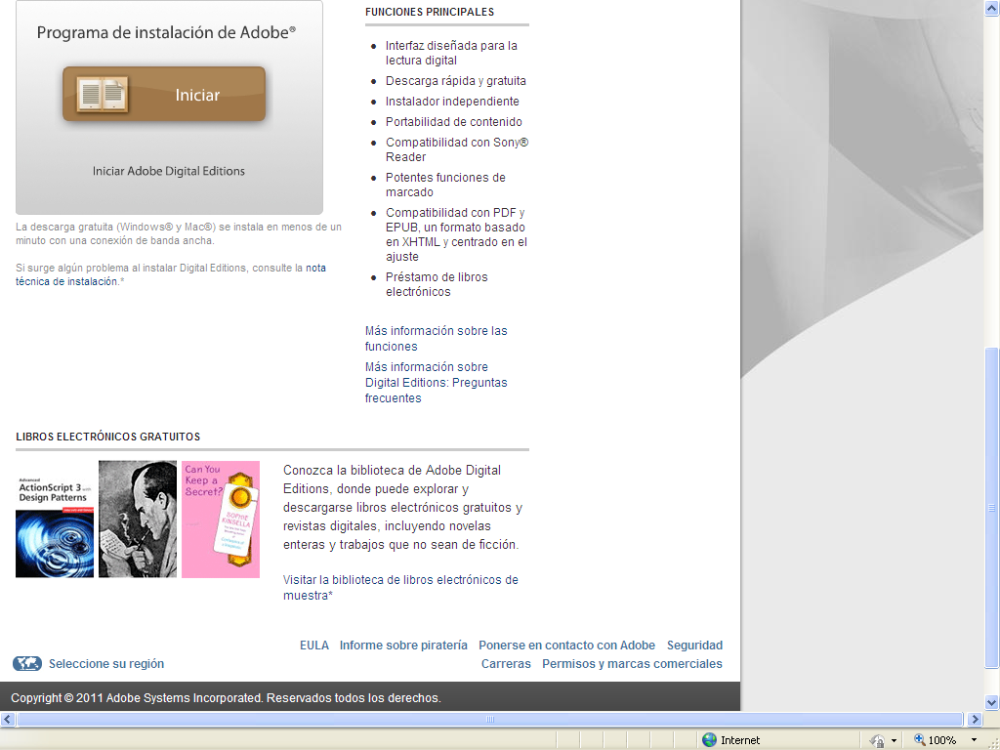 Programa de instalación de Adobe®
Iniciar
Iniciar Adobe Digital Editions
La descarga gratuita (Windows® y Mac®) se instala en menos de un
minuto con una conexión de banda ancha.
Si surge algún problema al instalar Digital Editions, consulte la nota
técnica de instalación.*
FUNCIONES PRINCIPALES
Interfaz diseñada para la
lectura digital
Descarga rápida y gratuita
Instalador independiente
Portabilidad de contenido
Compatibilidad con Sony®
Reader
Potentes funciones de
marcado
Compatibilidad con PDF y
EPUB, un formato basado
en XHTML y centrado en el
ajuste
Préstamo de libros
electrónicos
Más información sobre las
funciones
Más información sobre
Digital Editions: Preguntas
frecuentes
LIBROS ELECTRÓNICOS GRATUITOS
Advanced
ActionScript 3 with
Design Patterns
Can You
Keep a
Secret?
SOPHIE
KINSELLA
Conozca la biblioteca de Adobe Digital
Editions, donde puede explorar y
descargarse libros electrónicos gratuitos y
revistas digitales, incluyendo novelas
enteras y trabajos que no sean de ficción.
Visitar la biblioteca de libros electrónicos de
muestra*
EULA Informe sobre piratería Ponerse en contacto con Adobe Seguridad
Seleccione su región Carreras Permisos y marcas comerciales
Copyright © 2011 Adobe Systems Incorporated. Reservados todos los derechos.
Internet 100%